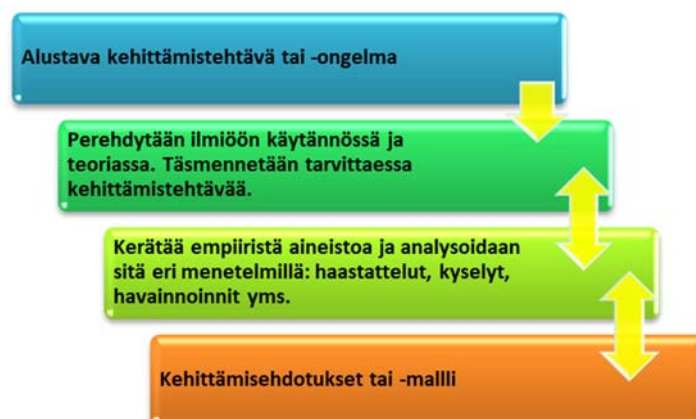 Alustava kehittämistehtävä tai -ongelma
Perehdytään ilmiöön käytännössä ja
teoriassa. Täsmennetään tarvittaessa
kehittämistehtävää.
Kerätää empiiristä aineistoa ja analysoidaan
sitä eri menetelmillä: haastattelut, kyselyt,
havainnoinnit yms.
Kehittämisehdotukset tai -mallli